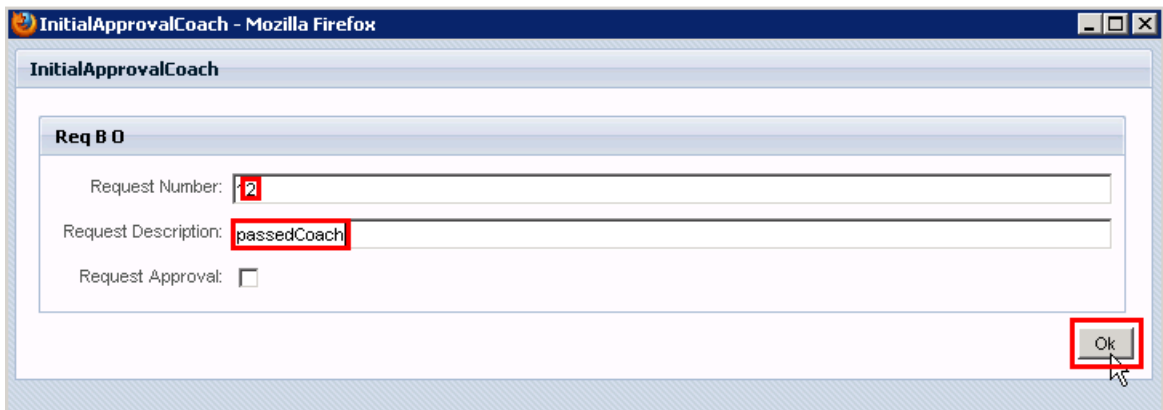 InitialApprovalCoach - Mozilla Firefox
InitialApprovalCoach
Req B O
Request Number: 12
Request Description: passedCoach
Request Approval:
Ok